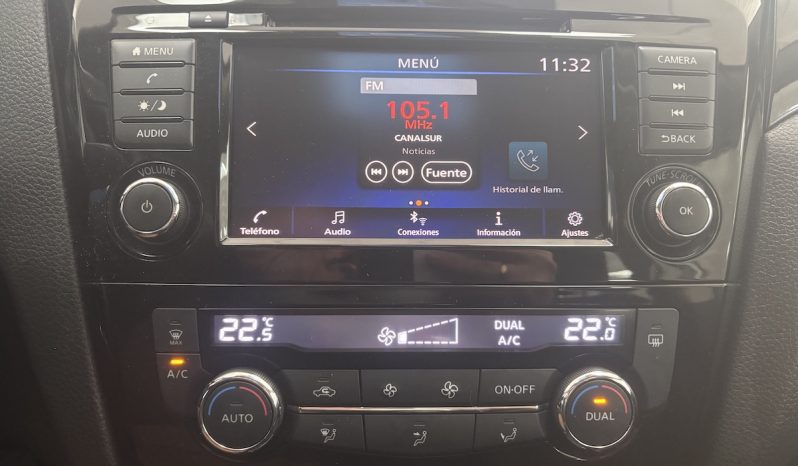 MENU
AUDIO
VOLUME
MENÚ
11:32
FM
105.1
MHz
CANALSUR
Noticias
Fuente
Historial de llam.
Teléfono
Audio
Conexiones
Información
Ajustes
CAMERA
BACK
TUNE·SCROLL
OK
22.5°C
DUAL
A/C
22.0°C
MAX
A/C
AUTO
ON·OFF
DUAL